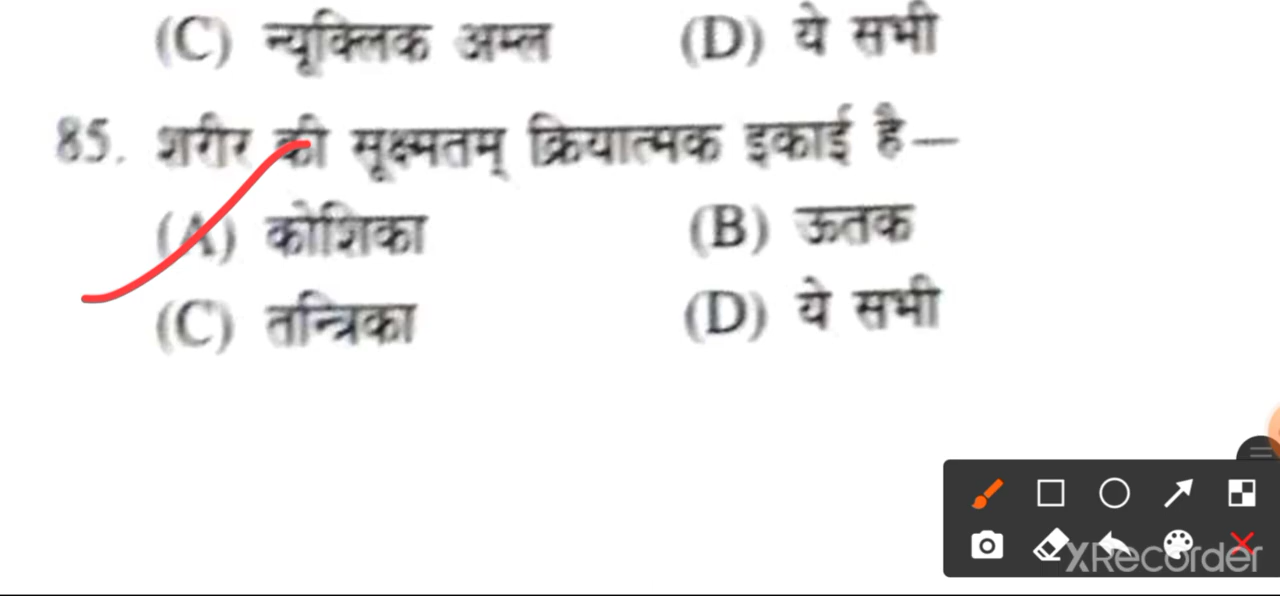 (C) न्यूक्लिक अम्ल (D) ये सभी
85. शरीर की सूक्ष्मतम् क्रियात्मक इकाई है—
(A) कोशिका (B) ऊतक
(C) तन्त्रिका (D) ये सभी
XRecorder